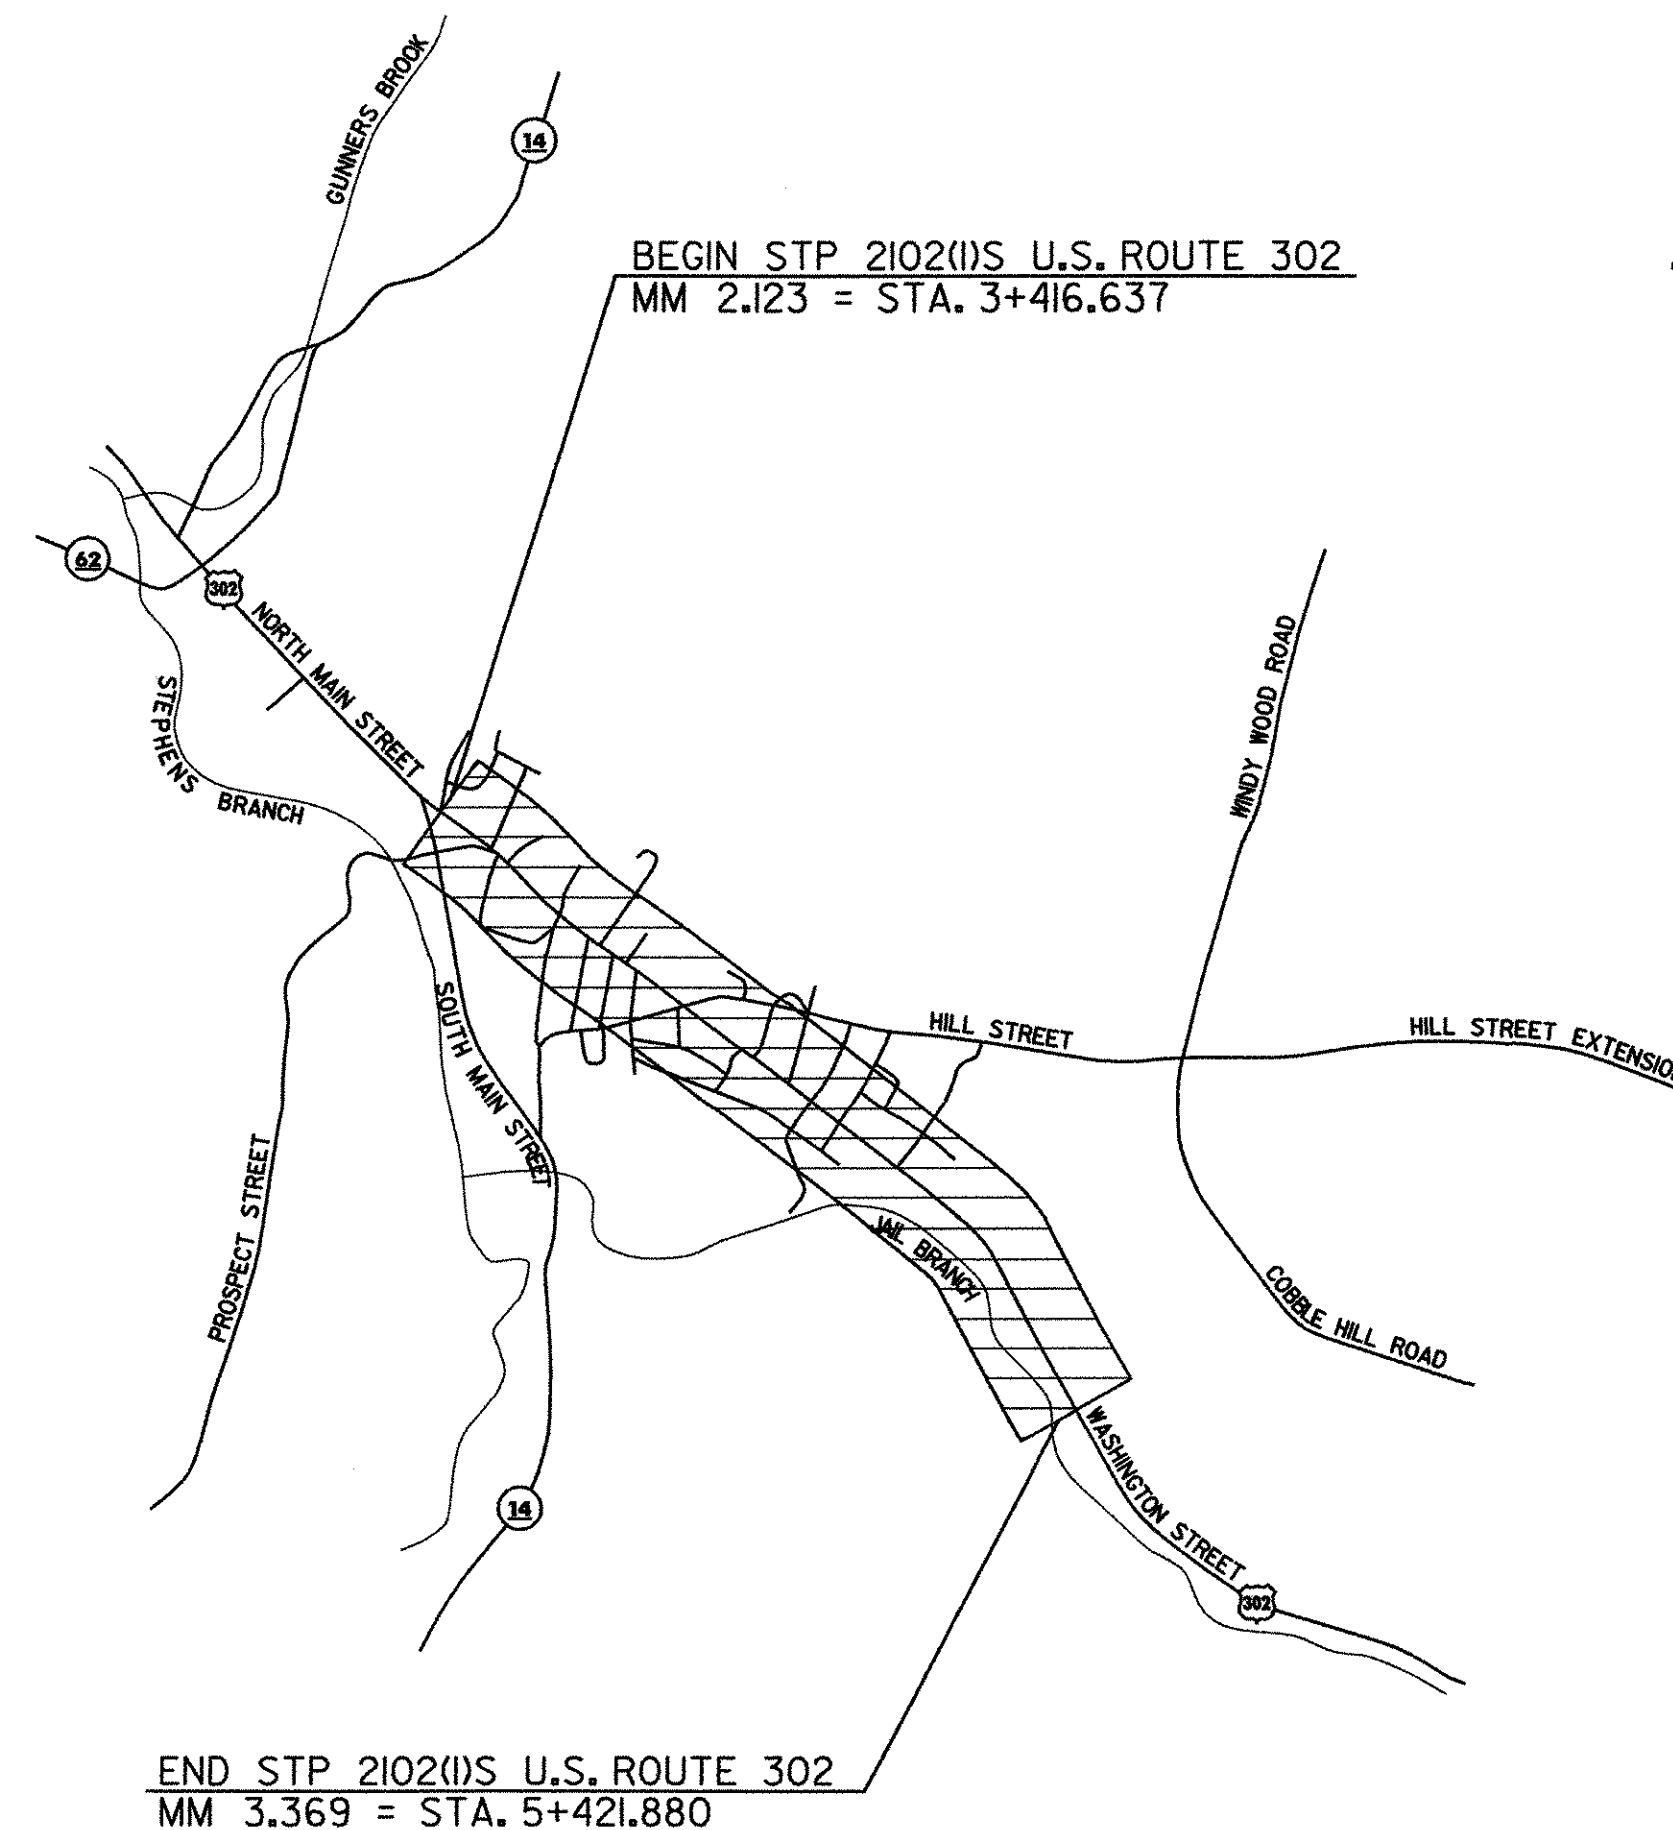 GUNNERS BROOK
14
BEGIN STP 2102(1)S U.S. ROUTE 302
MM 2.123 = STA. 3+416.637
62
302
NORTH MAIN STREET
STEPHENS BRANCH
WINDY WOOD ROAD
HILL STREET
HILL STREET EXTENSIO
SOUTH MAIN STREET
PROSPECT STREET
JAIL BRANCH
COBBLE HILL ROAD
WASHINGTON STREET
14
302
END STP 2102(1)S U.S. ROUTE 302
MM 3.369 = STA. 5+421.880